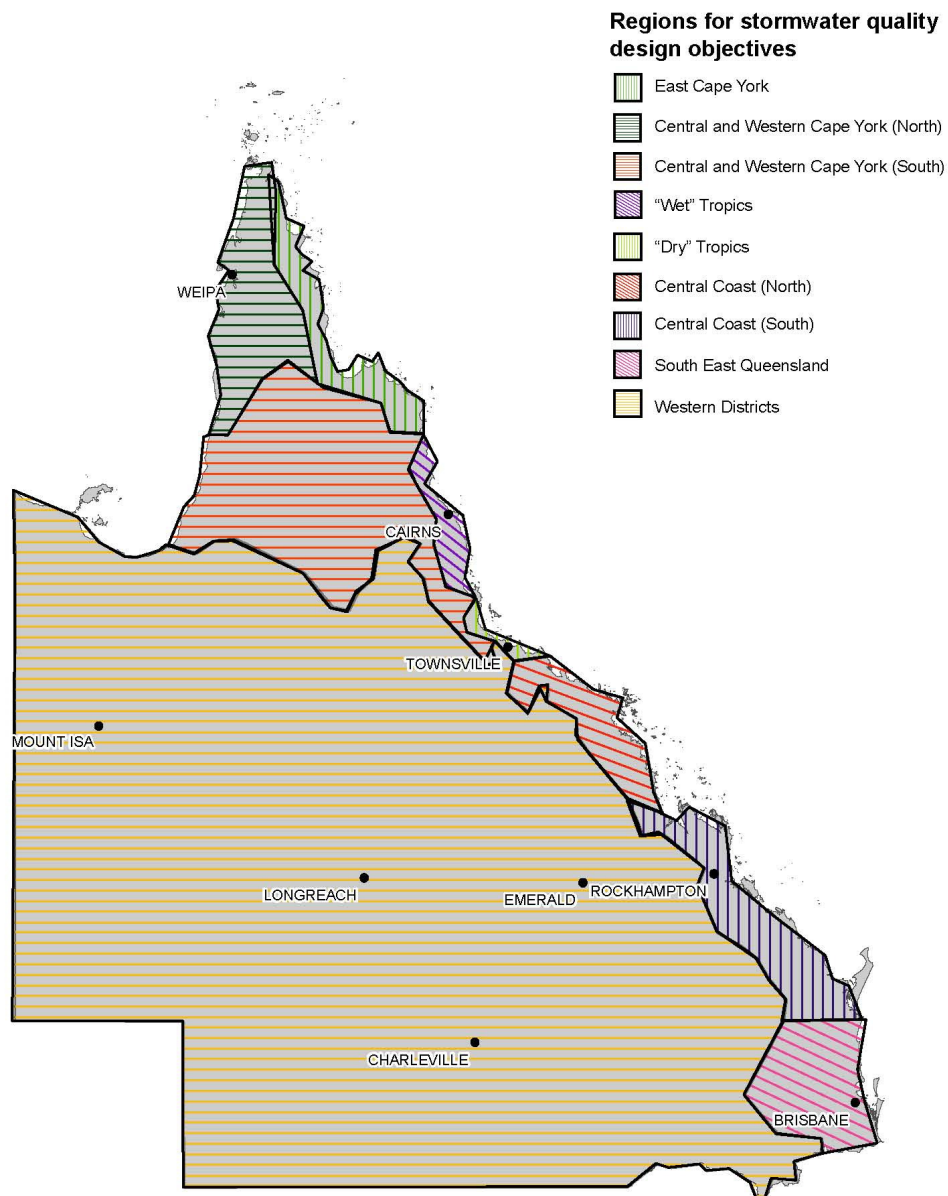 Regions for stormwater quality
design objectives
East Cape York
Central and Western Cape York (North)
Central and Western Cape York (South)
“Wet” Tropics
“Dry” Tropics
Central Coast (North)
Central Coast (South)
South East Queensland
Western Districts
WEIPA
CAIRNS
TOWNSVILLE
MOUNT ISA
LONGREACH
EMERALD
ROCKHAMPTON
CHARLEVILLE
BRISBANE